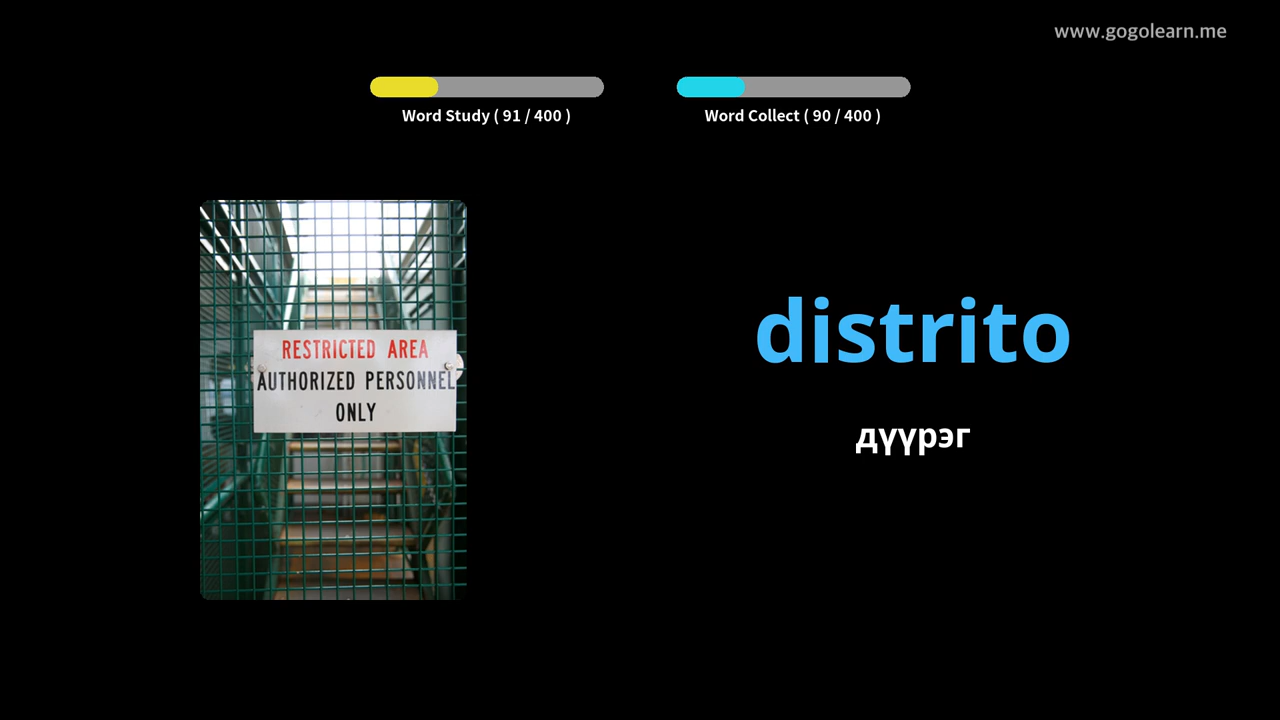 www.gogolearn.me
Word Study ( 91 / 400 )
Word Collect ( 90 / 400 )
RESTRICTED AREA
AUTHORIZED PERSONNEL
ONLY
distrito
дүүрэг